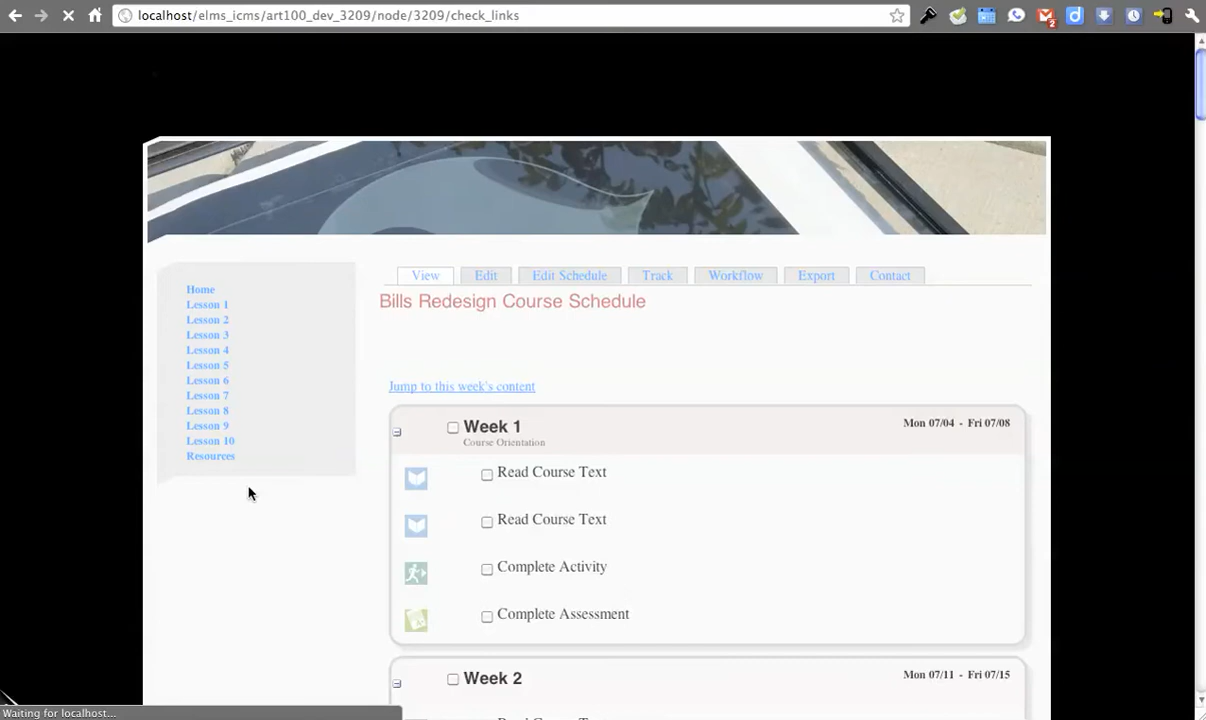 localhost/elms_icms/art100_dev_3209/node/3209/check_links
2
View Edit Edit Schedule Track Workflow Export Contact
Bills Redesign Course Schedule
Home
Lesson 1
Lesson 2
Lesson 3
Lesson 4
Lesson 5
Lesson 6
Lesson 7
Lesson 8
Lesson 9
Lesson 10
Resources
Jump to this week's content
Week 1 Mon 07/04 - Fri 07/08
Course Orientation
Read Course Text
Read Course Text
Complete Activity
Complete Assessment
Week 2 Mon 07/11 - Fri 07/15
Waiting for localhost...